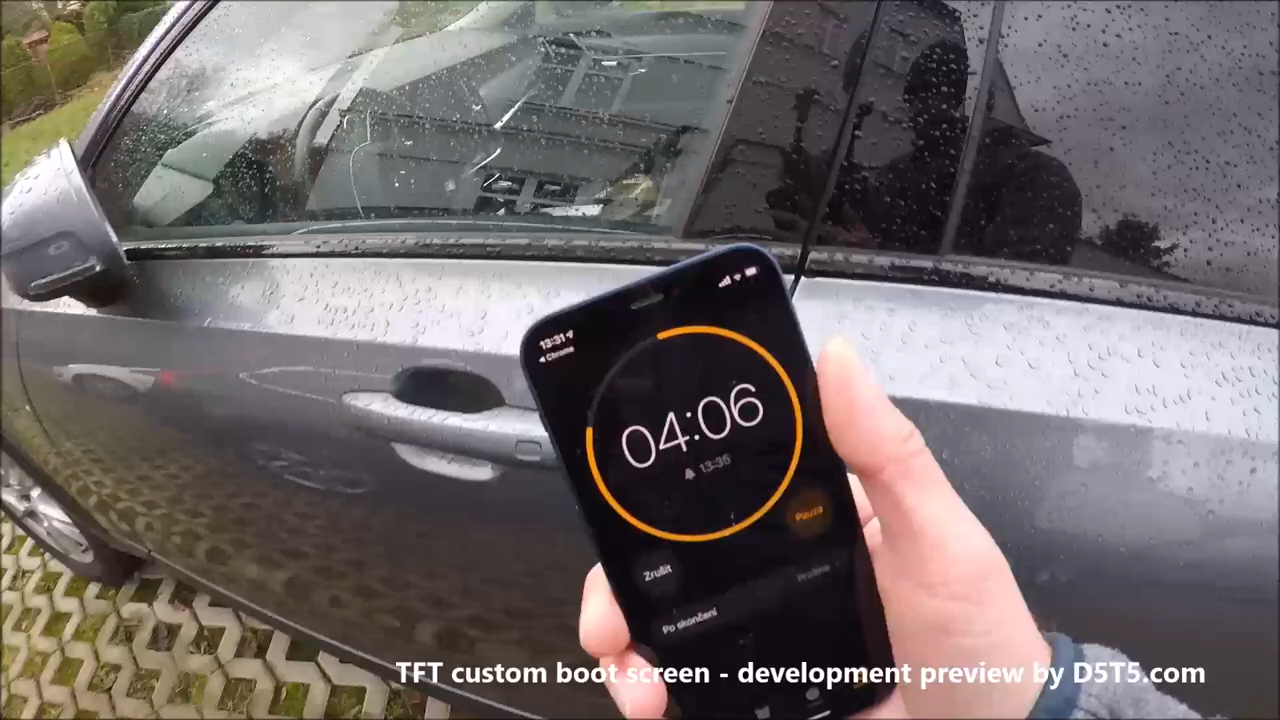 13:31
◀ Chrome
04:06
13:35
Pauza
Zrušit
Po skončení
TFT custom boot screen - development preview by D5T5.com